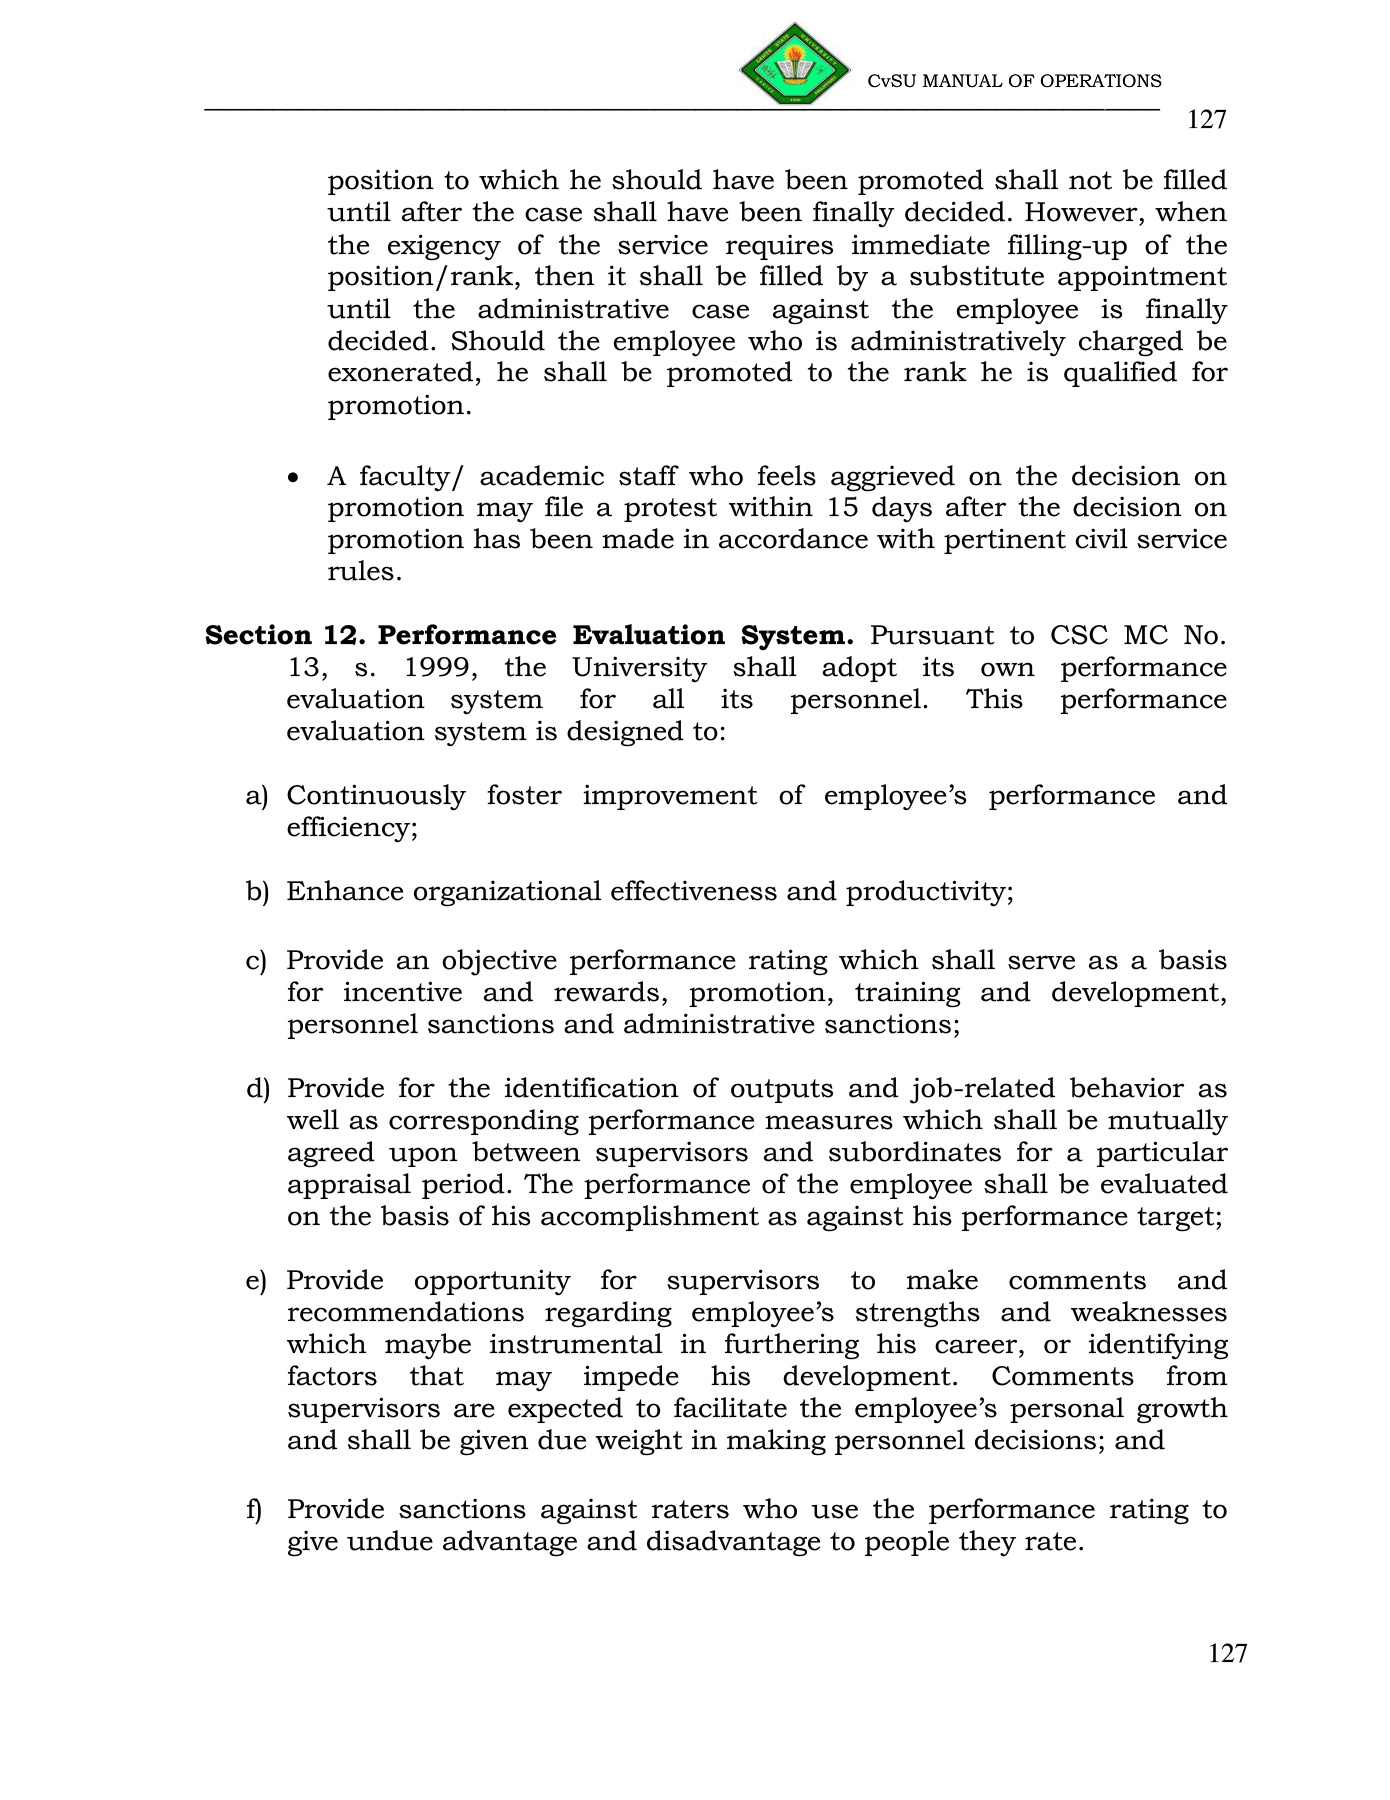 CvSU MANUAL OF OPERATIONS
127
position to which he should have been promoted shall not be filled
until after the case shall have been finally decided. However, when
the exigency of the service requires immediate filling-up of the
position/rank, then it shall be filled by a substitute appointment
until the administrative case against the employee is finally
decided. Should the employee who is administratively charged be
exonerated, he shall be promoted to the rank he is qualified for
promotion.
• A faculty/ academic staff who feels aggrieved on the decision on
promotion may file a protest within 15 days after the decision on
promotion has been made in accordance with pertinent civil service
rules.
Section 12. Performance Evaluation System. Pursuant to CSC MC No.
13, s. 1999, the University shall adopt its own performance
evaluation system for all its personnel. This performance
evaluation system is designed to:
a) Continuously foster improvement of employee’s performance and
efficiency;
b) Enhance organizational effectiveness and productivity;
c) Provide an objective performance rating which shall serve as a basis
for incentive and rewards, promotion, training and development,
personnel sanctions and administrative sanctions;
d) Provide for the identification of outputs and job-related behavior as
well as corresponding performance measures which shall be mutually
agreed upon between supervisors and subordinates for a particular
appraisal period. The performance of the employee shall be evaluated
on the basis of his accomplishment as against his performance target;
e) Provide opportunity for supervisors to make comments and
recommendations regarding employee’s strengths and weaknesses
which maybe instrumental in furthering his career, or identifying
factors that may impede his development. Comments from
supervisors are expected to facilitate the employee’s personal growth
and shall be given due weight in making personnel decisions; and
f) Provide sanctions against raters who use the performance rating to
give undue advantage and disadvantage to people they rate.
127